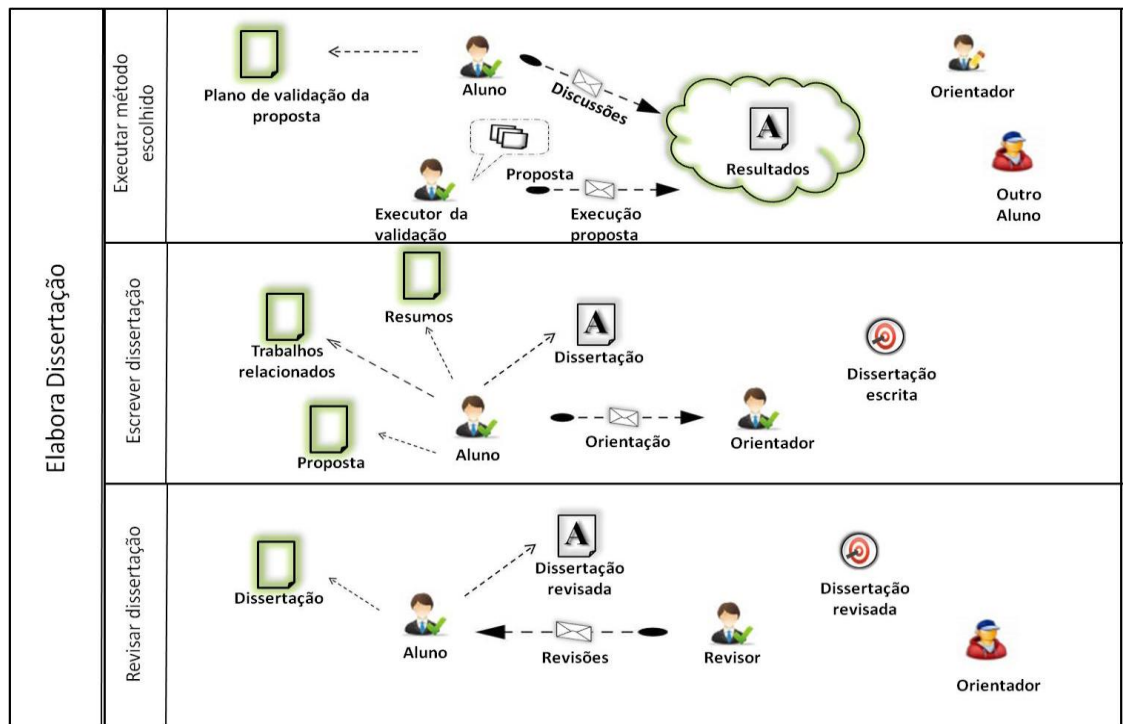 Elabora Dissertação
Executar método
escolhido
Plano de validação da
proposta
Aluno
Discussões
A
Resultados
Orientador
Outro
Aluno
Executor da
validação
Proposta
Execução
proposta
Escrever dissertação
Resumos
Trabalhos
relacionados
Proposta
Aluno
A
Dissertação
Orientação
Orientador
Dissertação
escrita
Revisar dissertação
Dissertação
Aluno
A
Dissertação
revisada
Revisões
Revisor
Dissertação
revisada
Orientador